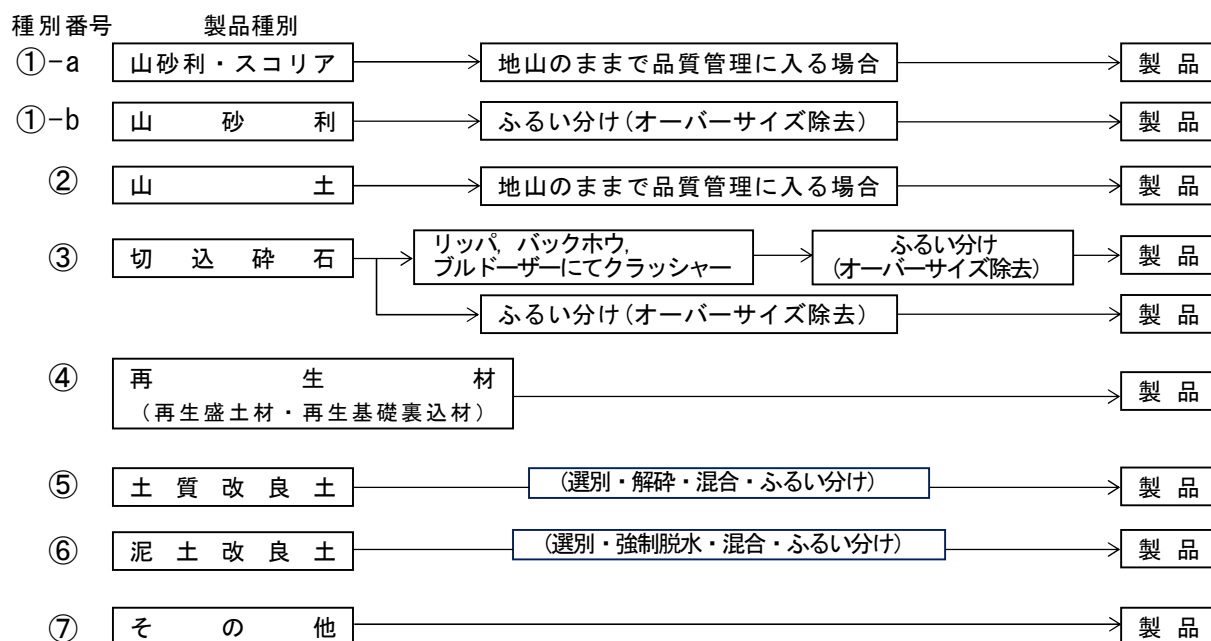 種別番号 製品種別
①-a 山砂利・スコリア 地山のままで品質管理に入る場合 製品
①-b 山砂利 ふるい分け(オーバーサイズ除去) 製品
② 山土 地山のままで品質管理に入る場合 製品
③ 切込砕石 リッパ, バックホウ, ブルドーザーにてクラッシャー ふるい分け (オーバーサイズ除去) 製品
ふるい分け(オーバーサイズ除去) 製品
④ 再生材 製品
(再生盛土材・再生基礎裏込材)
⑤ 土質改良土 (選別・解砕・混合・ふるい分け) 製品
⑥ 泥土改良土 (選別・強制脱水・混合・ふるい分け) 製品
⑦ その他 製品